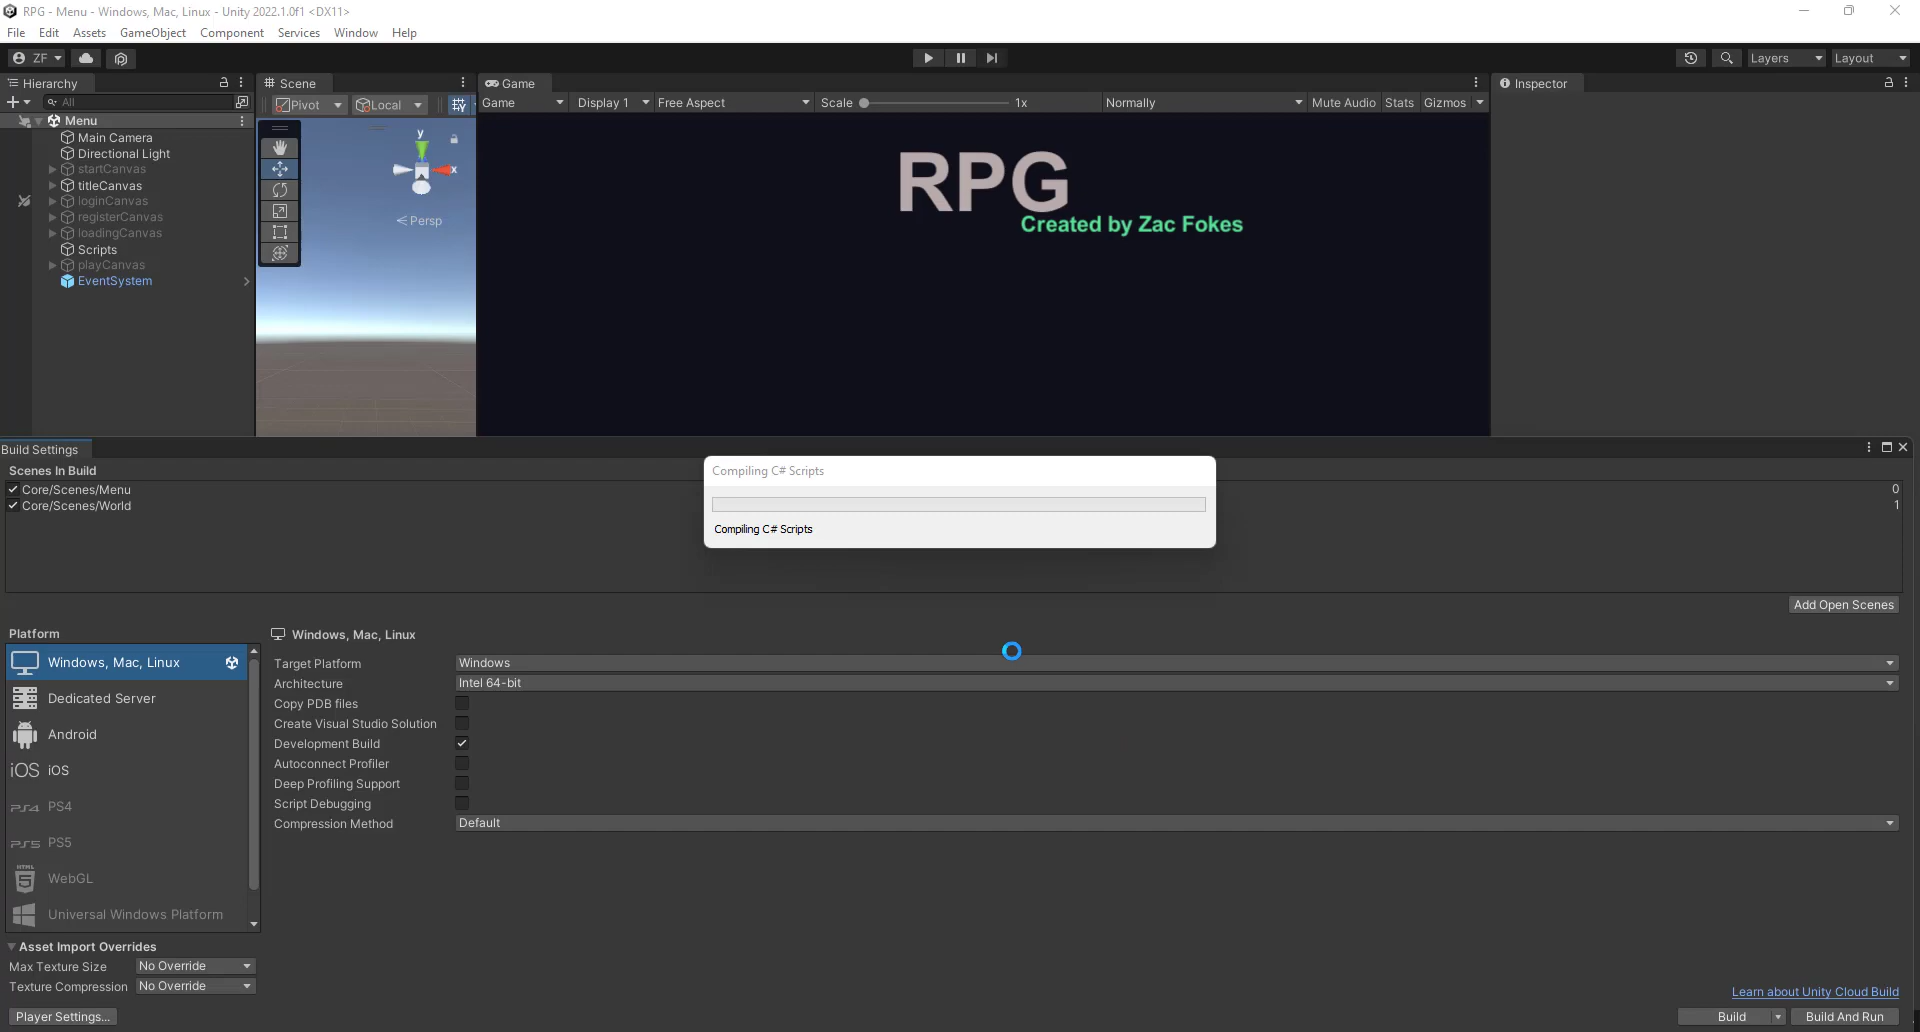 RPG - Menu - Windows, Mac, Linux - Unity 2022.1.0f1 <DX11>
File Edit Assets GameObject Component Services Window Help
ZF Layers Layout
Hierarchy
All
Menu
Main Camera
Directional Light
startCanvas
titleCanvas
loginCanvas
registerCanvas
loadingCanvas
Scripts
playCanvas
EventSystem
Scene
Pivot Local
y
x
Persp
Game
Game Display 1 Free Aspect Scale 1x Normally Mute Audio Stats Gizmos
RPG
Created by Zac Fokes
Inspector
Build Settings
Scenes In Build
Core/Scenes/Menu 0
Core/Scenes/World 1
Compiling C# Scripts
Compiling C# Scripts
Add Open Scenes
Platform
Windows, Mac, Linux
Dedicated Server
Android
iOS iOS
PS4 PS4
PS5 PS5
HTML 5 WebGL
Universal Windows Platform
Windows, Mac, Linux
Target Platform Windows
Architecture Intel 64-bit
Copy PDB files
Create Visual Studio Solution
Development Build
Autoconnect Profiler
Deep Profiling Support
Script Debugging
Compression Method Default
Asset Import Overrides
Max Texture Size No Override
Texture Compression No Override
Player Settings...
Learn about Unity Cloud Build
Build Build And Run